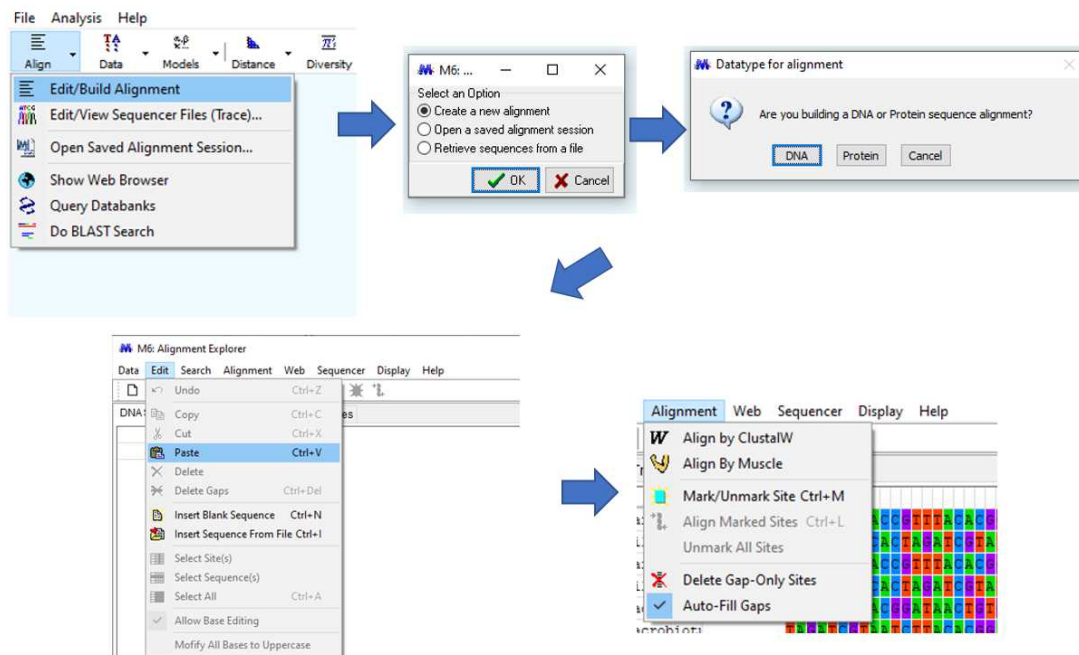 File Analysis Help
Align Data Models Distance Diversity
Edit/Build Alignment
Edit/View Sequencer Files (Trace)...
Open Saved Alignment Session...
Show Web Browser
Query Databanks
Do BLAST Search
M6: ...
Select an Option
Create a new alignment
Open a saved alignment session
Retrieve sequences from a file
OK Cancel
Datatype for alignment
Are you building a DNA or Protein sequence alignment?
DNA Protein Cancel
M6: Alignment Explorer
Data Edit Search Alignment Web Sequencer Display Help
Undo Ctrl+Z
Copy Ctrl+C
Cut Ctrl+X
Paste Ctrl+V
Delete
Delete Gaps Ctrl+Del
Insert Blank Sequence Ctrl+N
Insert Sequence From File Ctrl+I
Select Site(s)
Select Sequence(s)
Select All Ctrl+A
Allow Base Editing
Mofify All Bases to Uppercase
Alignment Web Sequencer Display Help
W Align by ClustalW
Align By Muscle
Mark/Unmark Site Ctrl+M
Align Marked Sites Ctrl+L
Unmark All Sites
Delete Gap-Only Sites
Auto-Fill Gaps